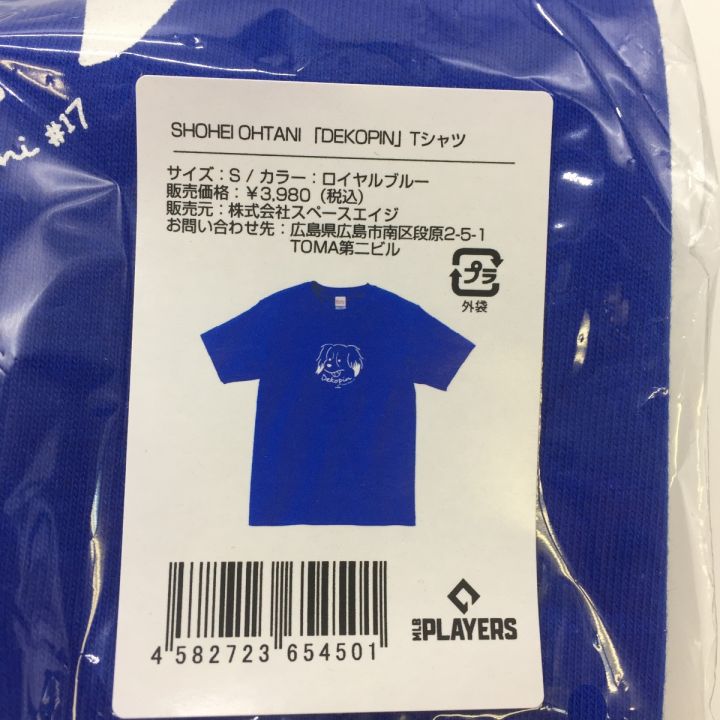 ni #17
SHOHEI OHTANI 「DEKOPIN」 Tシャツ
サイズ：S / カラー：ロイヤルブルー
販売価格：￥3,980（税込）
販売元：株式会社スペースエイジ
お問い合わせ先：広島県広島市南区段原2-5-1
TOMA第二ビル
プラ
外袋
Dekopin
4 582723 654501
MLB PLAYERS